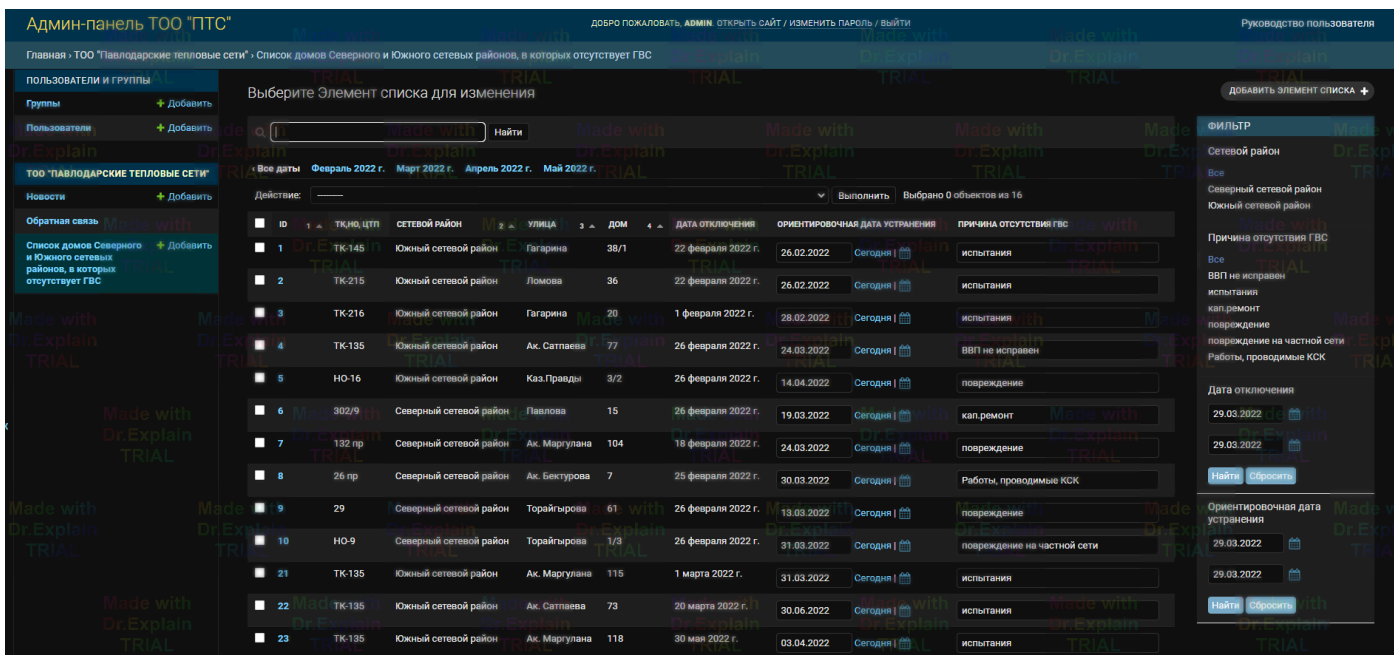 Админ-панель ТОО "ПТС"
ДОБРО ПОЖАЛОВАТЬ, ADMIN. ОТКРЫТЬ САЙТ / ИЗМЕНИТЬ ПАРОЛЬ / ВЫЙТИ
Руководство пользователя
Главная › ТОО "Павлодарские тепловые сети" › Список домов Северного и Южного сетевых районов, в которых отсутствует ГВС
ПОЛЬЗОВАТЕЛИ И ГРУППЫ
Группы + Добавить
Пользователи + Добавить
ТОО "ПАВЛОДАРСКИЕ ТЕПЛОВЫЕ СЕТИ"
Новости + Добавить
Обратная связь
Список домов Северного + Добавить
и Южного сетевых
районов, в которых
отсутствует ГВС
Выберите Элемент списка для изменения
ДОБАВИТЬ ЭЛЕМЕНТ СПИСКА +
Найти
‹ Все даты Февраль 2022 г. Март 2022 г. Апрель 2022 г. Май 2022 г.
Действие: -------- Выполнить Выбрано 0 объектов из 16
ID 1 ТК,НО, ЦТП СЕТЕВОЙ РАЙОН 2 УЛИЦА 3 ДОМ 4 ДАТА ОТКЛЮЧЕНИЯ ОРИЕНТИРОВОЧНАЯ ДАТА УСТРАНЕНИЯ ПРИЧИНА ОТСУТСТВИЯ ГВС
1 ТК-145 Южный сетевой район Гагарина 38/1 22 февраля 2022 г. 26.02.2022 Сегодня | испытания
2 ТК-215 Южный сетевой район Ломова 36 22 февраля 2022 г. 26.02.2022 Сегодня | испытания
3 ТК-216 Южный сетевой район Гагарина 20 1 февраля 2022 г. 28.02.2022 Сегодня | испытания
4 ТК-135 Южный сетевой район Ак. Сатпаева 77 26 февраля 2022 г. 24.03.2022 Сегодня | ВВП не исправен
5 НО-16 Южный сетевой район Каз.Правды 3/2 26 февраля 2022 г. 14.04.2022 Сегодня | повреждение
6 302/9 Северный сетевой район Павлова 15 26 февраля 2022 г. 19.03.2022 Сегодня | кап.ремонт
7 132 пр Северный сетевой район Ак. Маргулана 104 18 февраля 2022 г. 24.03.2022 Сегодня | повреждение
8 26 пр Северный сетевой район Ак. Бектурова 7 25 февраля 2022 г. 30.03.2022 Сегодня | Работы, проводимые КСК
9 29 Северный сетевой район Торайгырова 61 26 февраля 2022 г. 13.03.2022 Сегодня | повреждение
10 НО-9 Северный сетевой район Торайгырова 1/3 26 февраля 2022 г. 31.03.2022 Сегодня | повреждение на частной сети
21 ТК-135 Южный сетевой район Ак. Маргулана 115 1 марта 2022 г. 31.03.2022 Сегодня | испытания
22 ТК-135 Южный сетевой район Ак. Сатпаева 73 20 марта 2022 г. 30.06.2022 Сегодня | испытания
23 ТК-135 Южный сетевой район Ак. Маргулана 118 30 мая 2022 г. 03.04.2022 Сегодня | испытания
ФИЛЬТР
Сетевой район
Все
Северный сетевой район
Южный сетевой район
Причина отсутствия ГВС
Все
ВВП не исправен
испытания
кап.ремонт
повреждение
повреждение на частной сети
Работы, проводимые КСК
Дата отключения
29.03.2022
29.03.2022
Найти Сбросить
Ориентировочная дата
устранения
29.03.2022
29.03.2022
Найти Сбросить
Made with
Dr.Explain
TRIAL